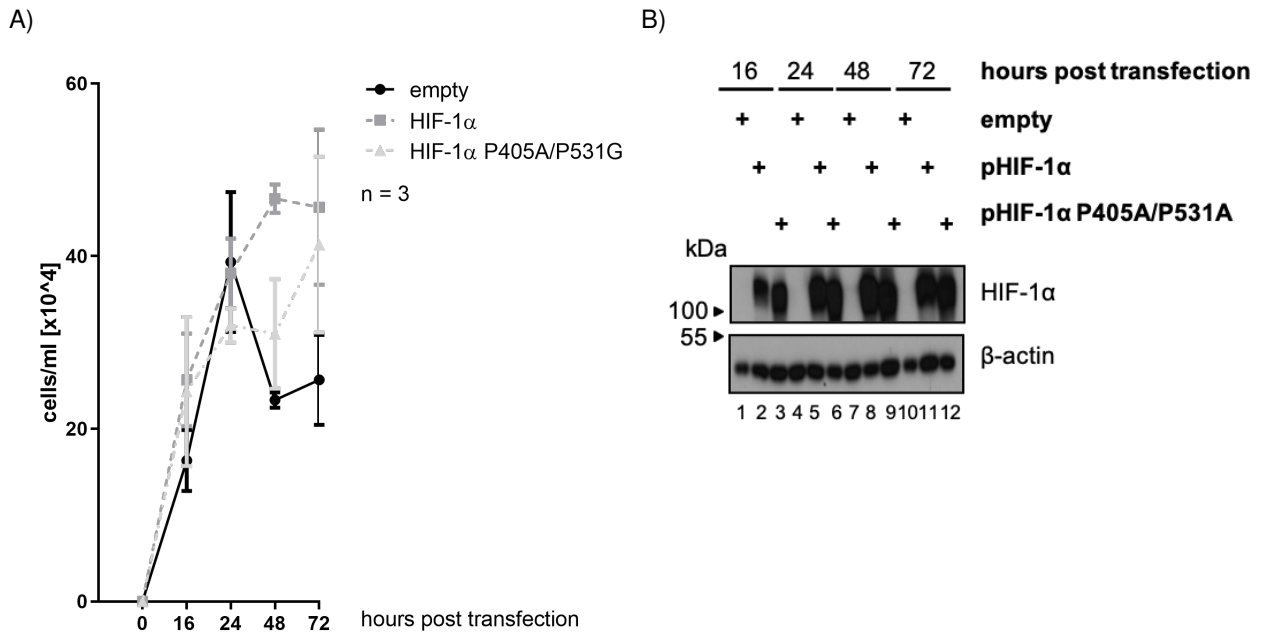 A)
60
40
20
0
cells/ml [x10^4]
0 16 24 48 72
hours post transfection
empty
HIF-1α
HIF-1α P405A/P531G
n = 3
B)
16 24 48 72 hours post transfection
+ + + + empty
+ + + + pHIF-1α
+ + + + pHIF-1α P405A/P531A
kDa
100
HIF-1α
55
β-actin
1 2 3 4 5 6 7 8 9 10 11 12